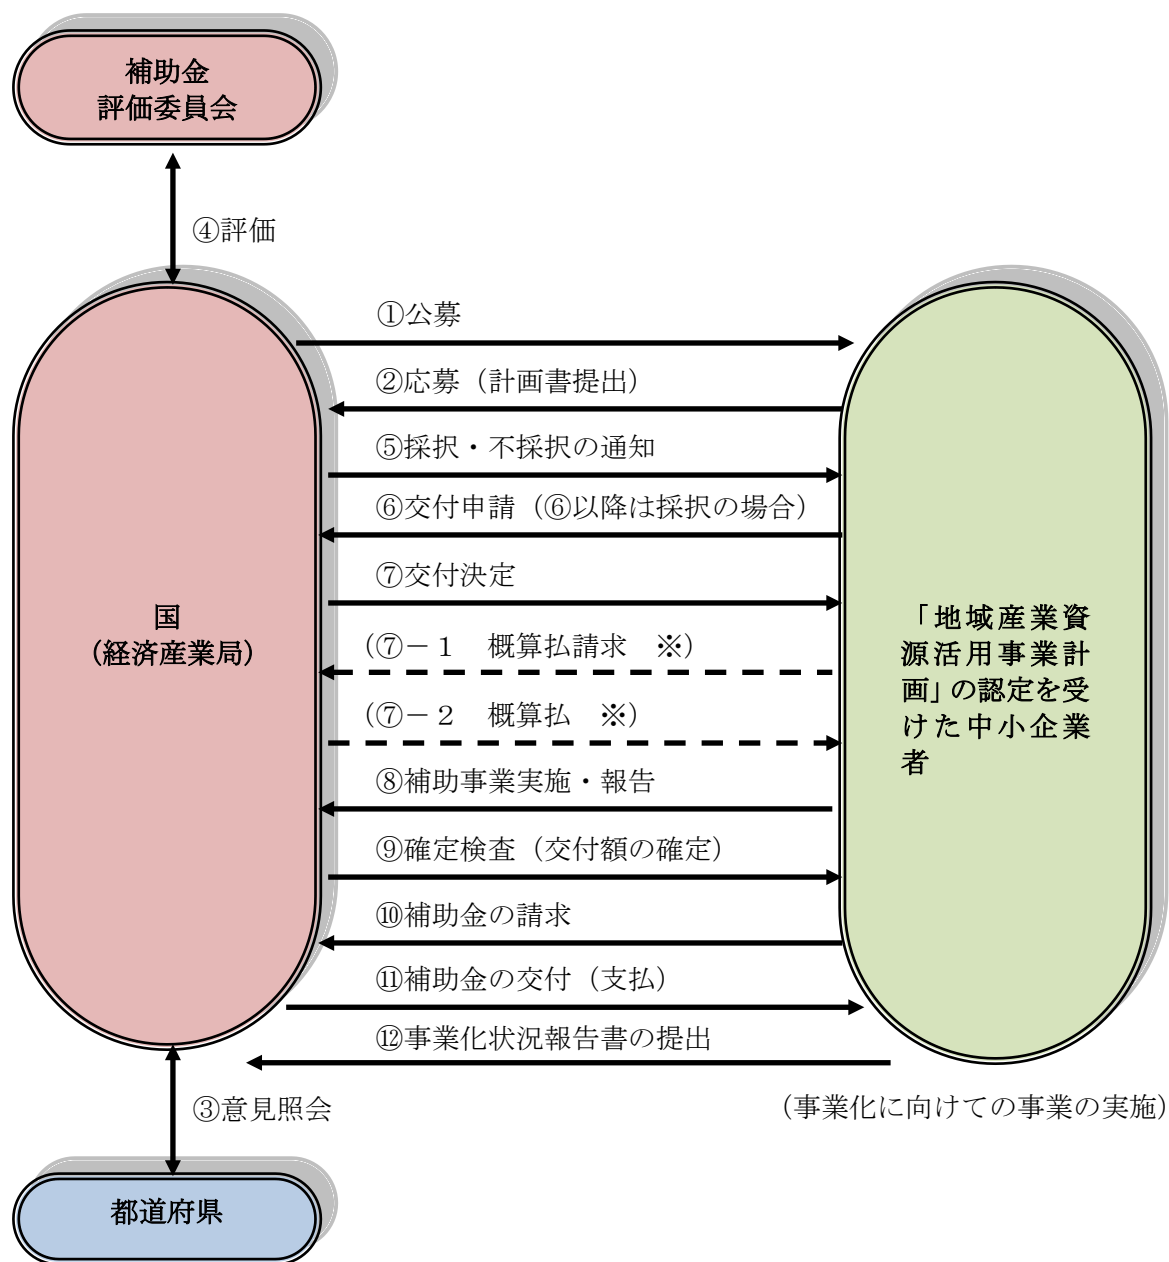 補助金
評価委員会
④評価
①公募
②応募（計画書提出）
⑤採択・不採択の通知
⑥交付申請（⑥以降は採択の場合）
⑦交付決定
（⑦－１　概算払請求　※）
（⑦－２　概算払　※）
⑧補助事業実施・報告
⑨確定検査（交付額の確定）
⑩補助金の請求
⑪補助金の交付（支払）
⑫事業化状況報告書の提出
国
（経済産業局）
「地域産業資
源活用事業計
画」の認定を受
けた中小企業
者
（事業化に向けての事業の実施）
③意見照会
都道府県